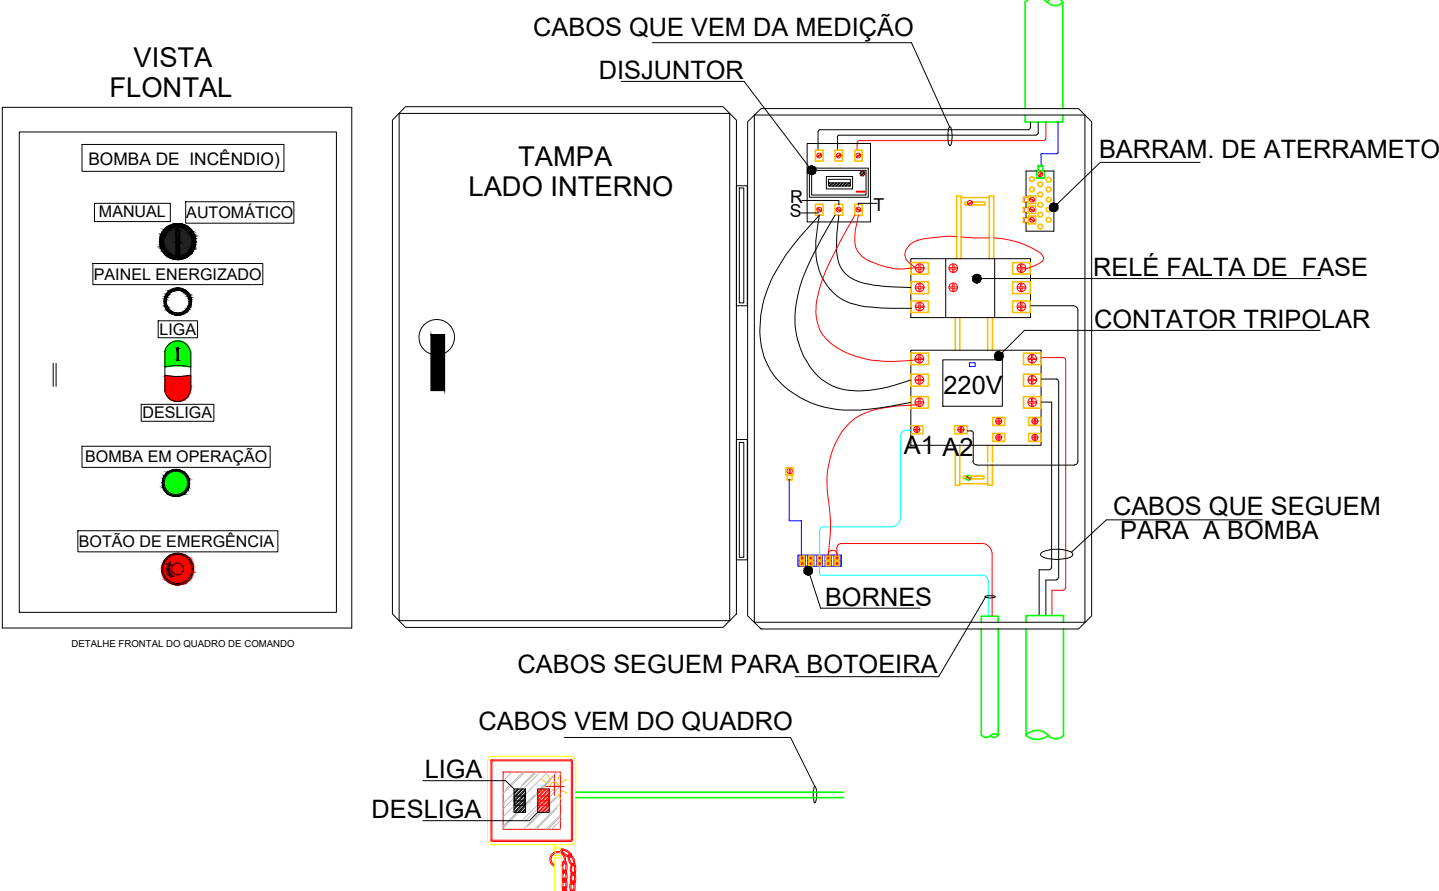 VISTA
FLONTAL
BOMBA DE INCÊNDIO)
MANUAL
AUTOMÁTICO
PAINEL ENERGIZADO
LIGA
I
DESLIGA
BOMBA EM OPERAÇÃO
BOTÃO DE EMERGÊNCIA
DETALHE FRONTAL DO QUADRO DE COMANDO
TAMPA
LADO INTERNO
CABOS QUE VEM DA MEDIÇÃO
DISJUNTOR
R
S
T
BARRAM. DE ATERRAMETO
RELÉ FALTA DE FASE
CONTATOR TRIPOLAR
220V
A1
A2
CABOS QUE SEGUEM
PARA A BOMBA
BORNES
CABOS SEGUEM PARA BOTOEIRA
CABOS VEM DO QUADRO
LIGA
DESLIGA